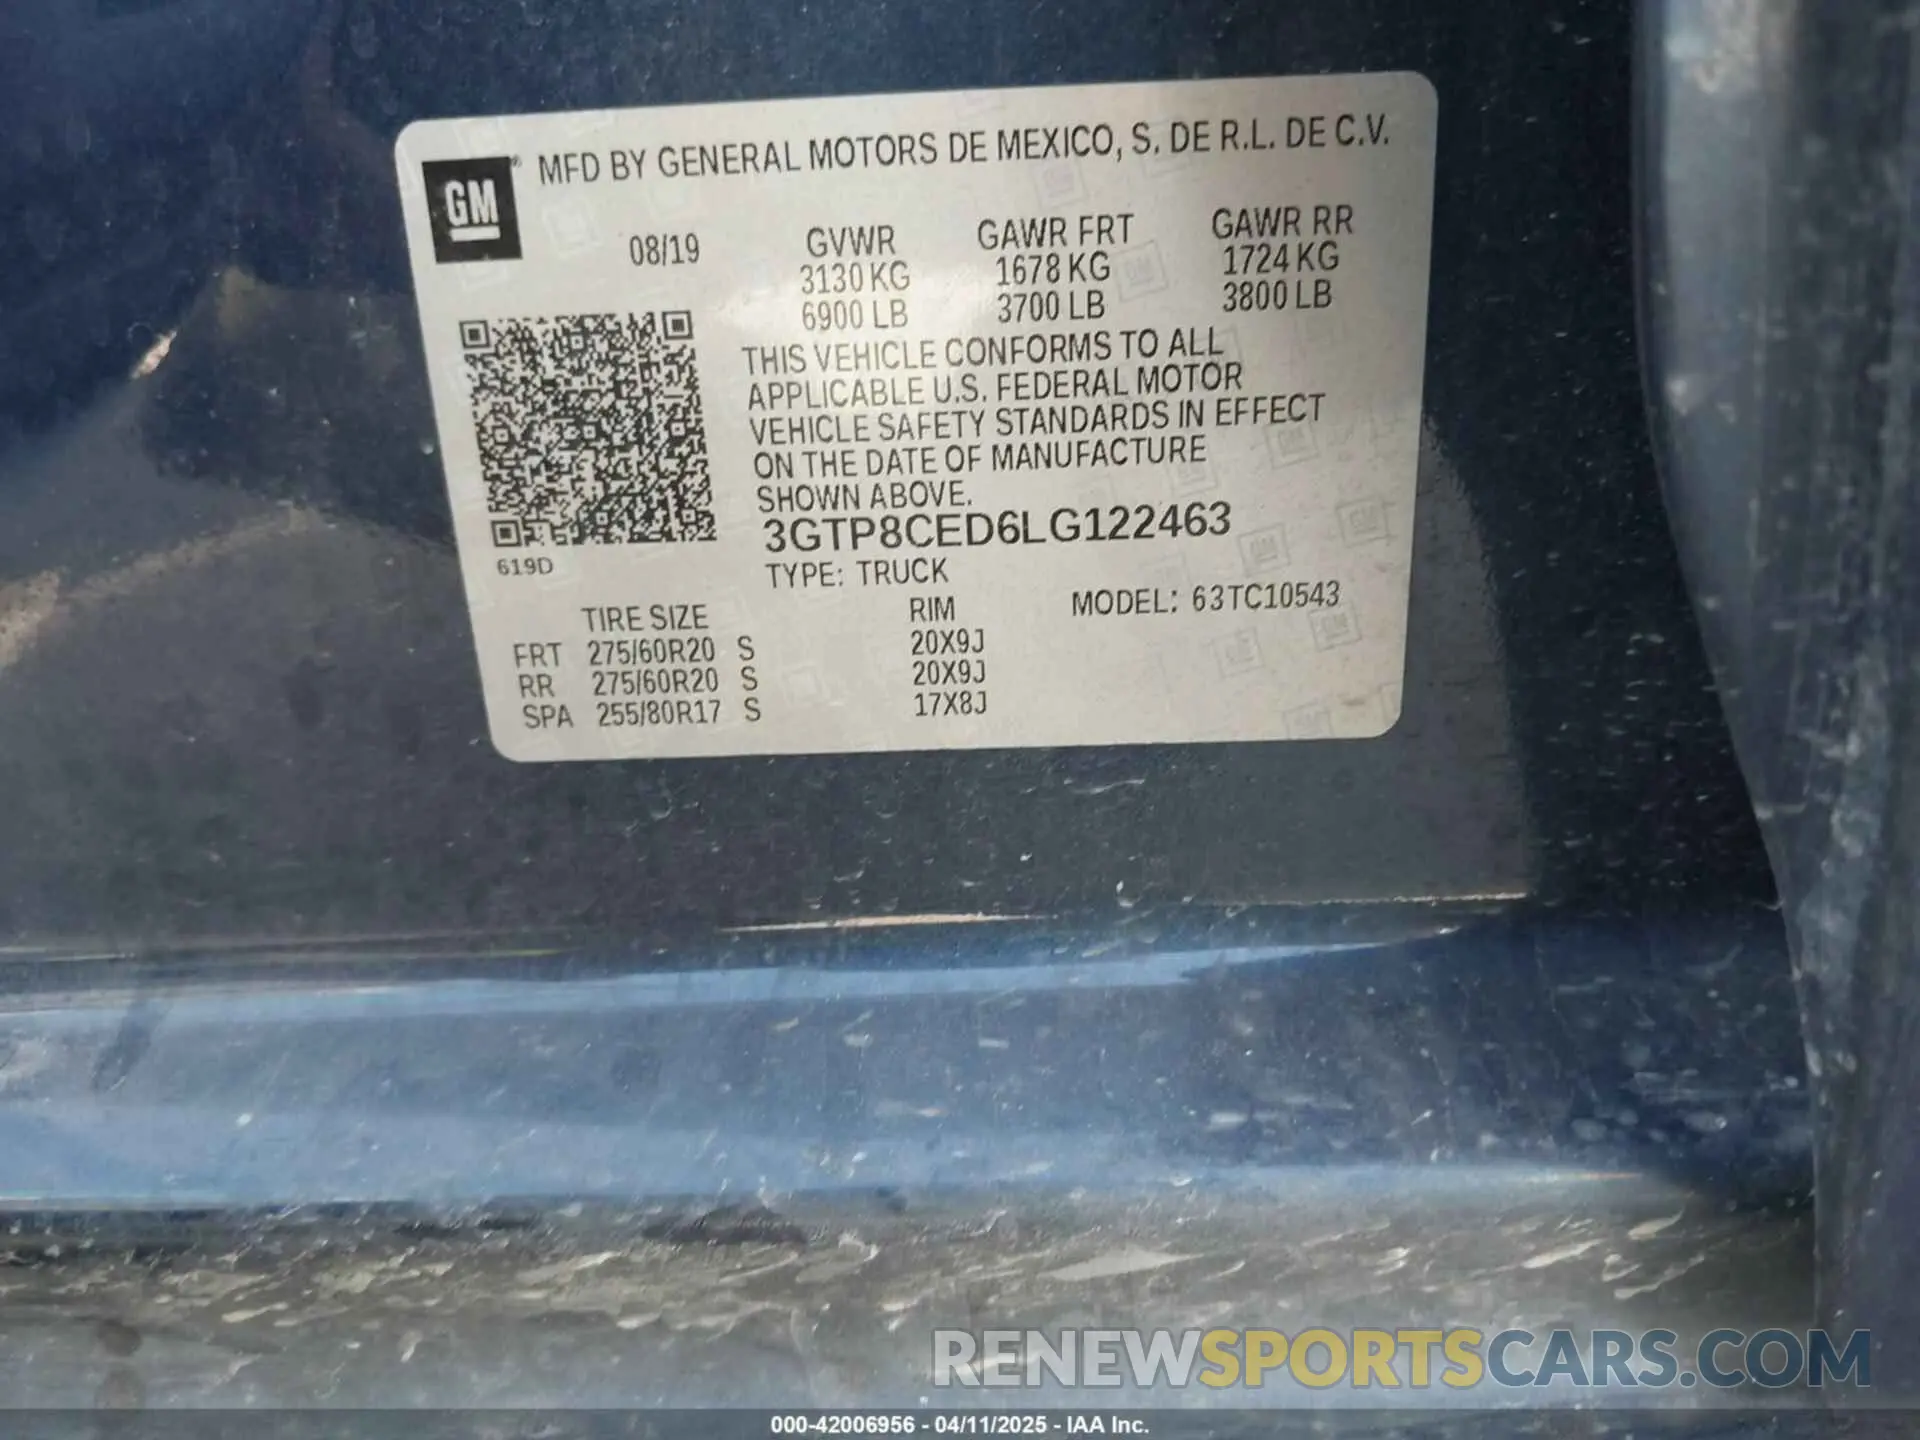 GM® MFD BY GENERAL MOTORS DE MEXICO, S. DE R.L. DE C.V.
08/19 GVWR GAWR FRT GAWR RR
3130 KG 1678 KG 1724 KG
6900 LB 3700 LB 3800 LB
THIS VEHICLE CONFORMS TO ALL
APPLICABLE U.S. FEDERAL MOTOR
VEHICLE SAFETY STANDARDS IN EFFECT
ON THE DATE OF MANUFACTURE
SHOWN ABOVE.
3GTP8CED6LG122463
619D
TYPE: TRUCK
MODEL: 63TC10543
TIRE SIZE RIM
FRT 275/60R20 S 20X9J
RR 275/60R20 S 20X9J
SPA 255/80R17 S 17X8J
RENEWSPORTSCARS.COM
000-42006956 - 04/11/2025 - IAA Inc.